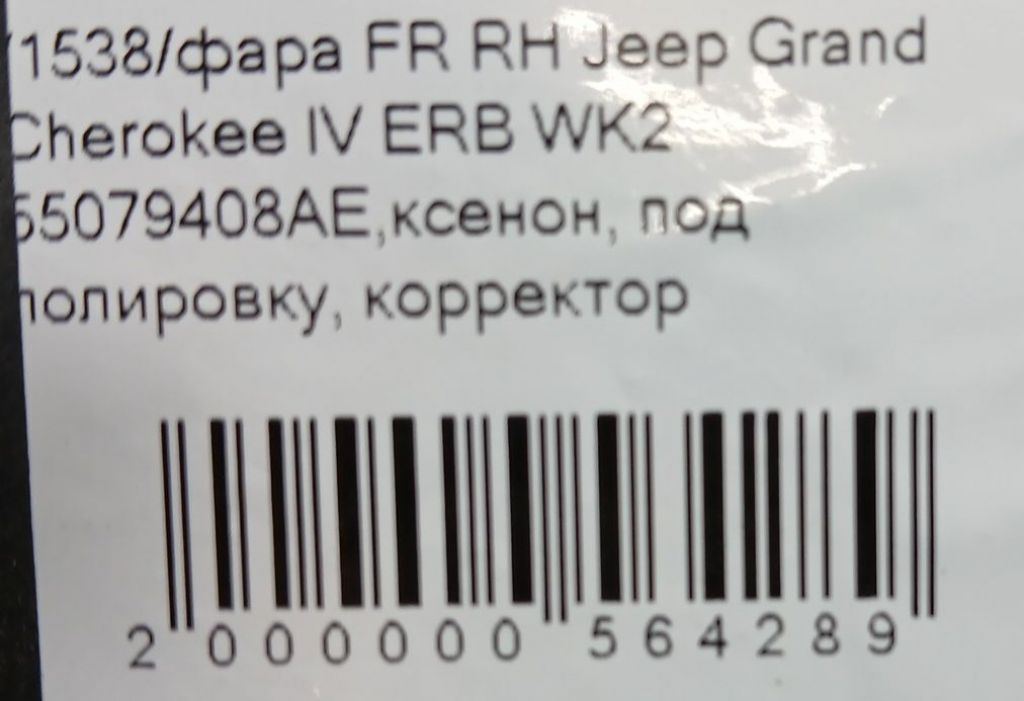 1538/фара FR RH Jeep Grand
Cherokee IV ERB WK2
55079408AE,ксенон, под
полировку, корректор
2 000000 564289